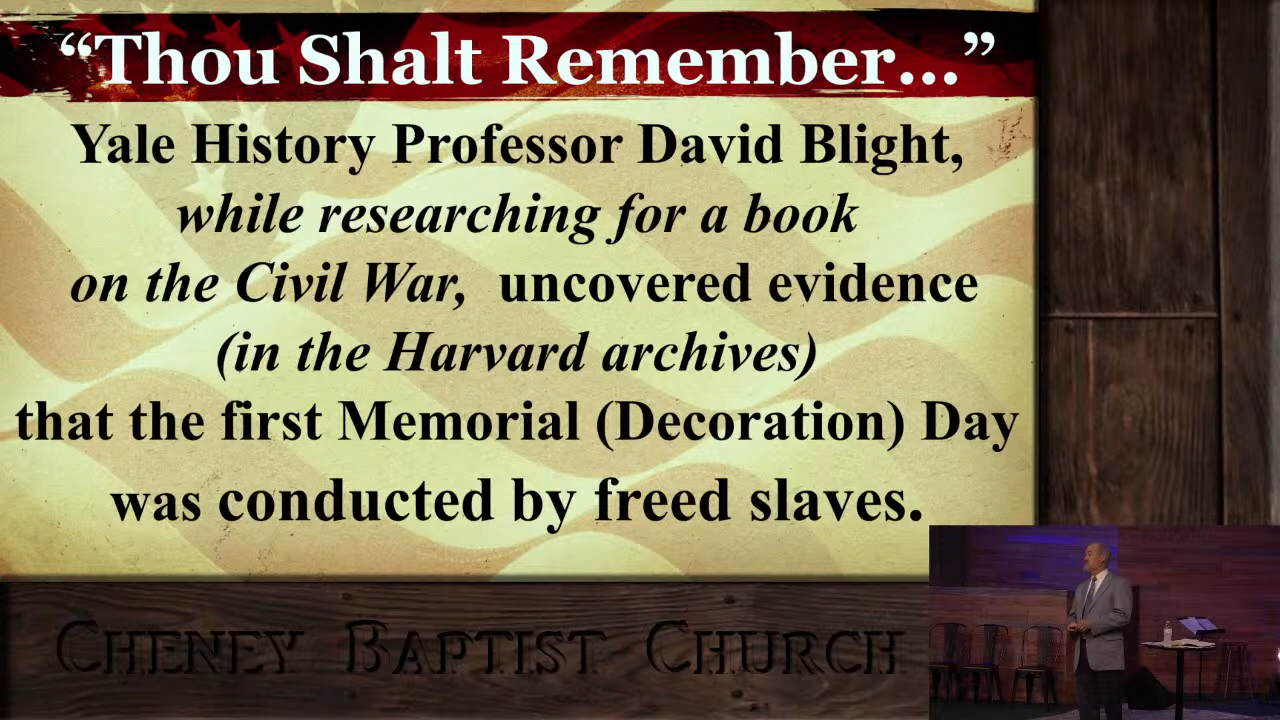 “Thou Shalt Remember...”
Yale History Professor David Blight,
while researching for a book
on the Civil War, uncovered evidence
(in the Harvard archives)
that the first Memorial (Decoration) Day
was conducted by freed slaves.
Cheney Baptist Church